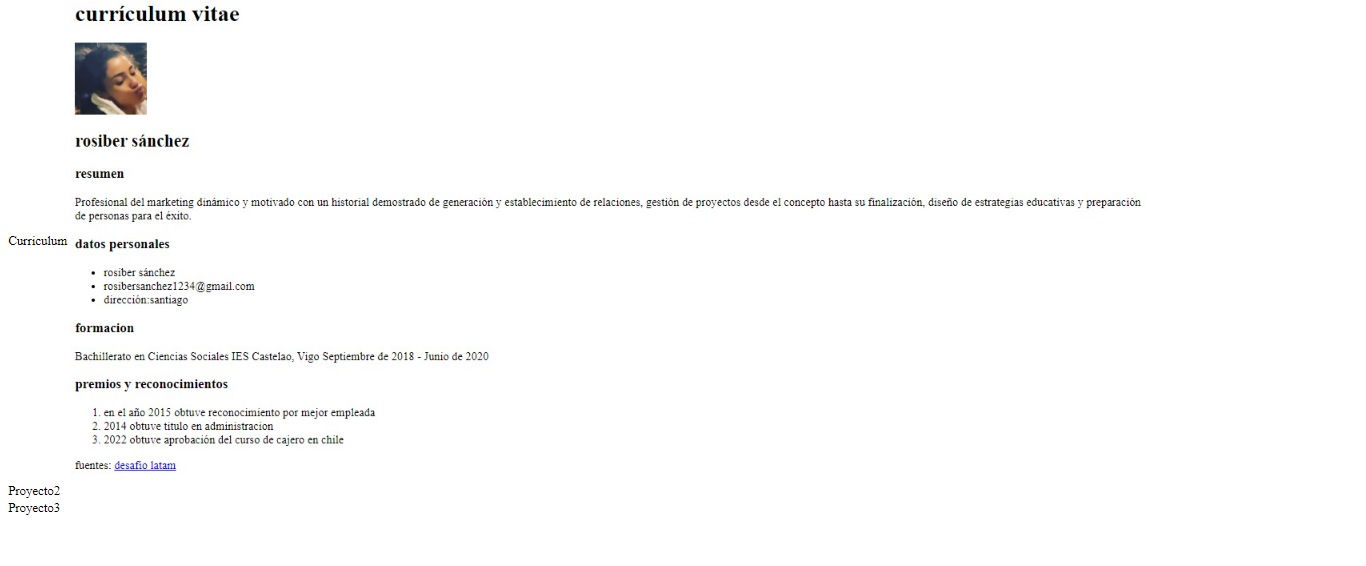 currículum vitae
rosiber sánchez
resumen
Profesional del marketing dinámico y motivado con un historial demostrado de generación y establecimiento de relaciones, gestión de proyectos desde el concepto hasta su finalización, diseño de estrategias educativas y preparación
de personas para el éxito.
Curriculum
datos personales
• rosiber sánchez
• rosibersanchez1234@gmail.com
• dirección:santiago
formacion
Bachillerato en Ciencias Sociales IES Castelao, Vigo Septiembre de 2018 - Junio de 2020
premios y reconocimientos
1. en el año 2015 obtuve reconocimiento por mejor empleada
2. 2014 obtuve titulo en administracion
3. 2022 obtuve aprobación del curso de cajero en chile
fuentes: desafio latam
Proyecto2
Proyecto3